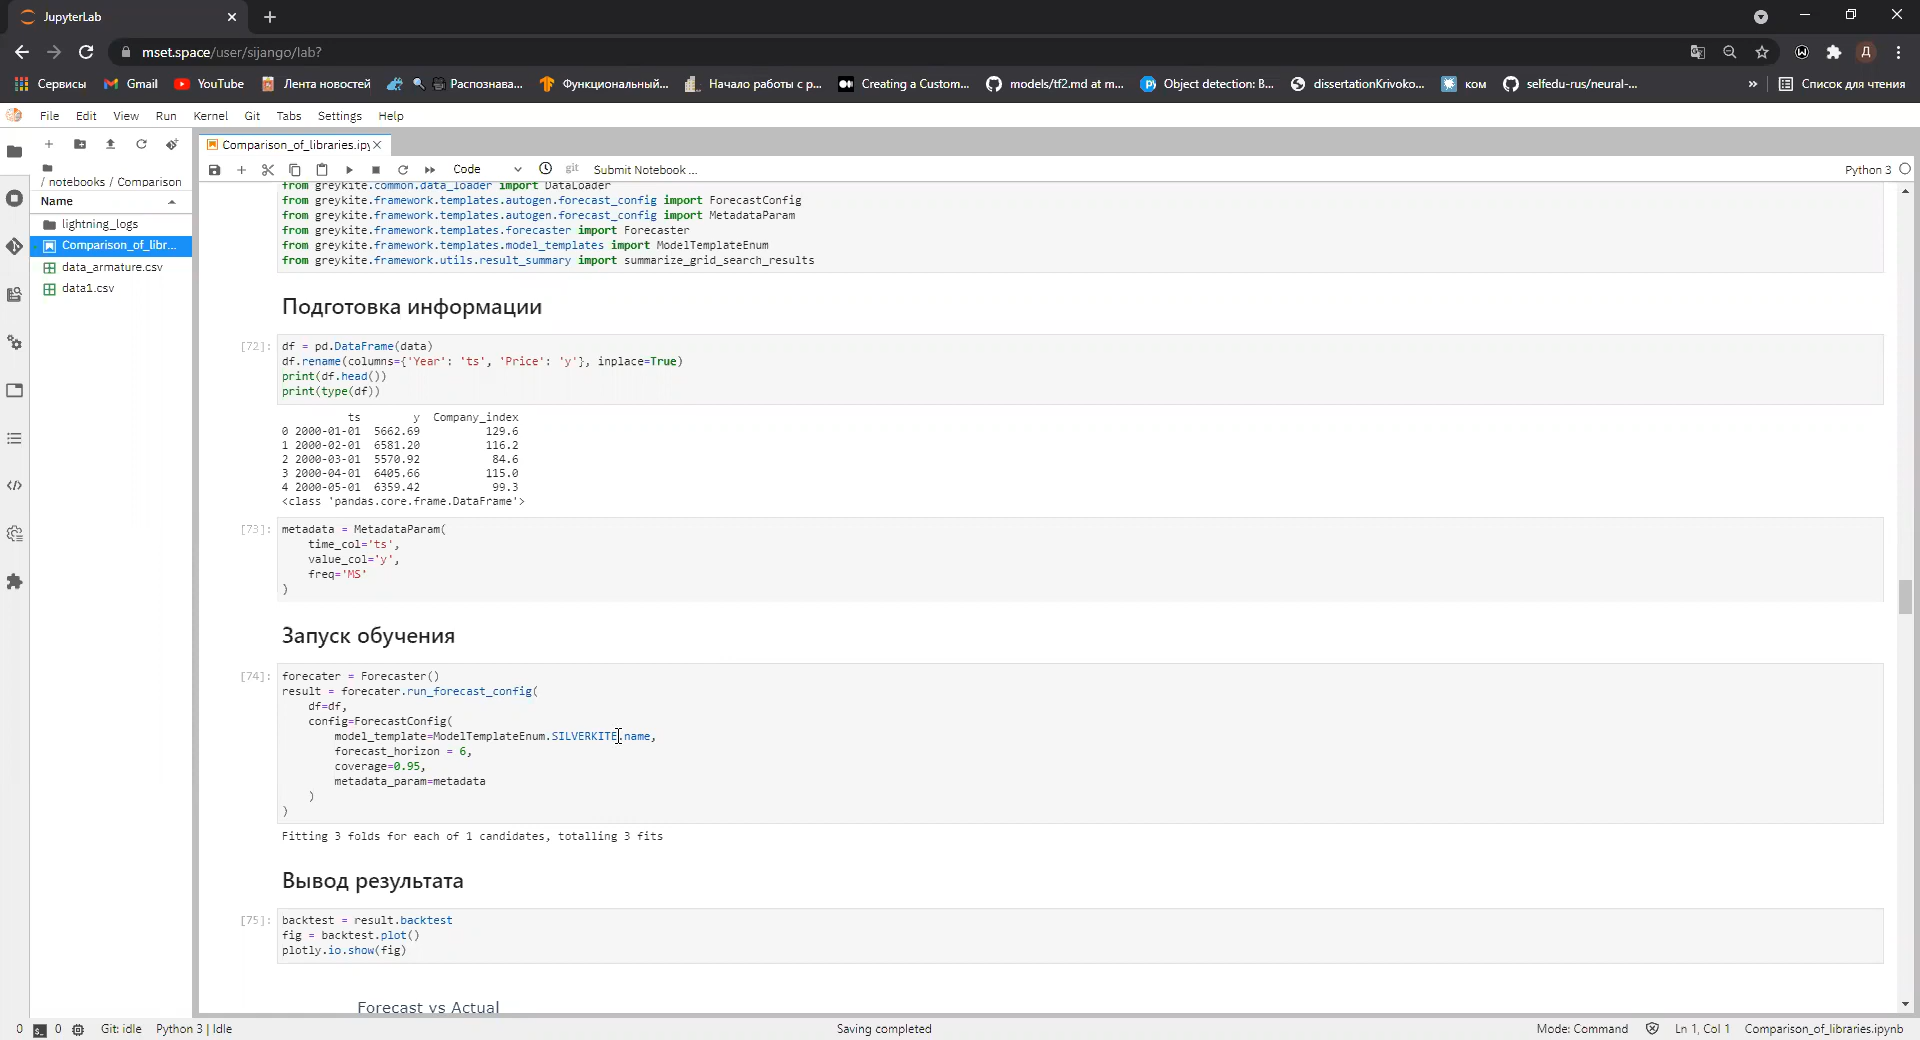 JupyterLab
mset.space/user/sijango/lab?
Сервисы Gmail YouTube Лента новостей Распознава... Функциональный... Начало работы с р... Creating a Custom... models/tf2.md at m... Object detection: B... dissertationKrivoko... ком selfedu-rus/neural-... » Список для чтения
File Edit View Run Kernel Git Tabs Settings Help
Comparison_of_libraries.ipy
Code git Submit Notebook ... Python 3
/ notebooks / Comparison
Name
lightning_logs
Comparison_of_libr...
data_armature.csv
data1.csv
from greykite.common.data_loader import DataLoader
from greykite.framework.templates.autogen.forecast_config import ForecastConfig
from greykite.framework.templates.autogen.forecast_config import MetadataParam
from greykite.framework.templates.forecaster import Forecaster
from greykite.framework.templates.model_templates import ModelTemplateEnum
from greykite.framework.utils.result_summary import summarize_grid_search_results
Подготовка информации
[72]: df = pd.DataFrame(data)
df.rename(columns={'Year': 'ts', 'Price': 'y'}, inplace=True)
print(df.head())
print(type(df))
ts y Company_index
0 2000-01-01 5662.69 129.6
1 2000-02-01 6581.20 116.2
2 2000-03-01 5570.92 84.6
3 2000-04-01 6405.66 115.0
4 2000-05-01 6359.42 99.3
<class 'pandas.core.frame.DataFrame'>
[73]: metadata = MetadataParam(
time_col='ts',
value_col='y',
freq='MS'
)
Запуск обучения
[74]: forecater = Forecaster()
result = forecater.run_forecast_config(
df=df,
config=ForecastConfig(
model_template=ModelTemplateEnum.SILVERKITE.name,
forecast_horizon = 6,
coverage=0.95,
metadata_param=metadata
)
)
Fitting 3 folds for each of 1 candidates, totalling 3 fits
Вывод результата
[75]: backtest = result.backtest
fig = backtest.plot()
plotly.io.show(fig)
Forecast vs Actual
0 0 Git: idle Python 3 | Idle Saving completed Mode: Command Ln 1, Col 1 Comparison_of_libraries.ipynb